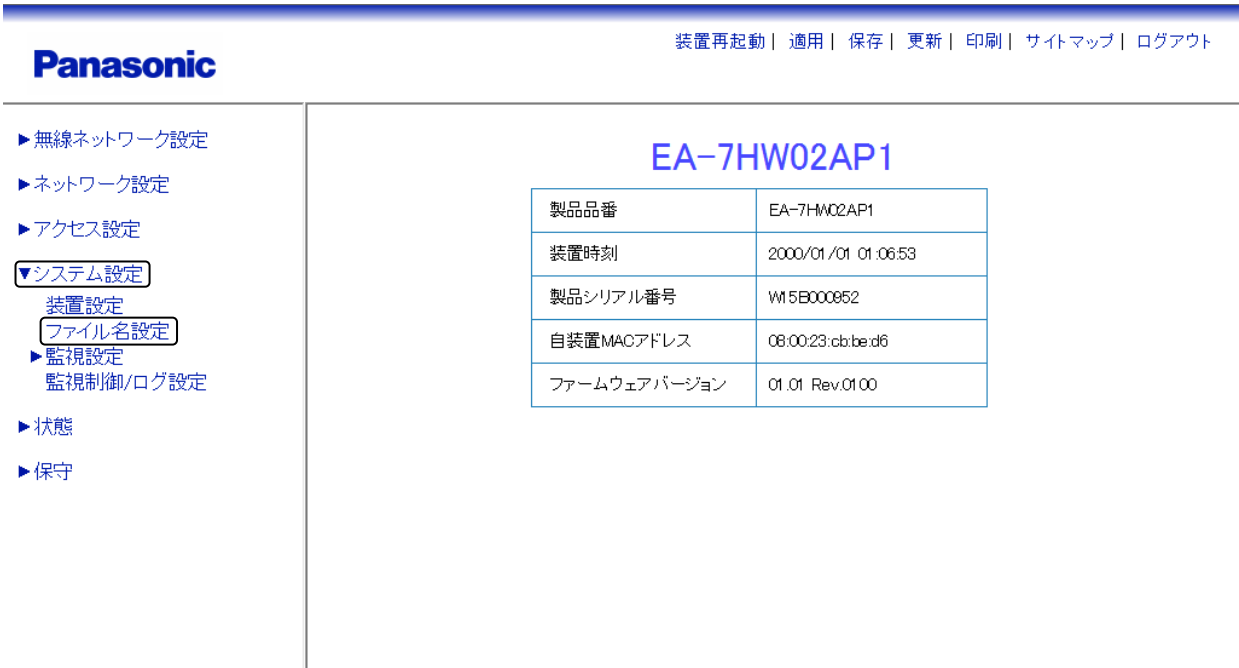 Panasonic
装置再起動| 適用| 保存| 更新| 印刷| サイトマップ| ログアウト
▶無線ネットワーク設定
▶ネットワーク設定
▶アクセス設定
▼システム設定
装置設定
ファイル名設定
▶監視設定
監視制御/ログ設定
▶状態
▶保守
EA-7HW02AP1
製品品番 EA-7HW02AP1
装置時刻 2000/01/01 01:06:53
製品シリアル番号 W15B000952
自装置MACアドレス 08:00:23:cb:be:d6
ファームウェアバージョン 01.01 Rev.0100